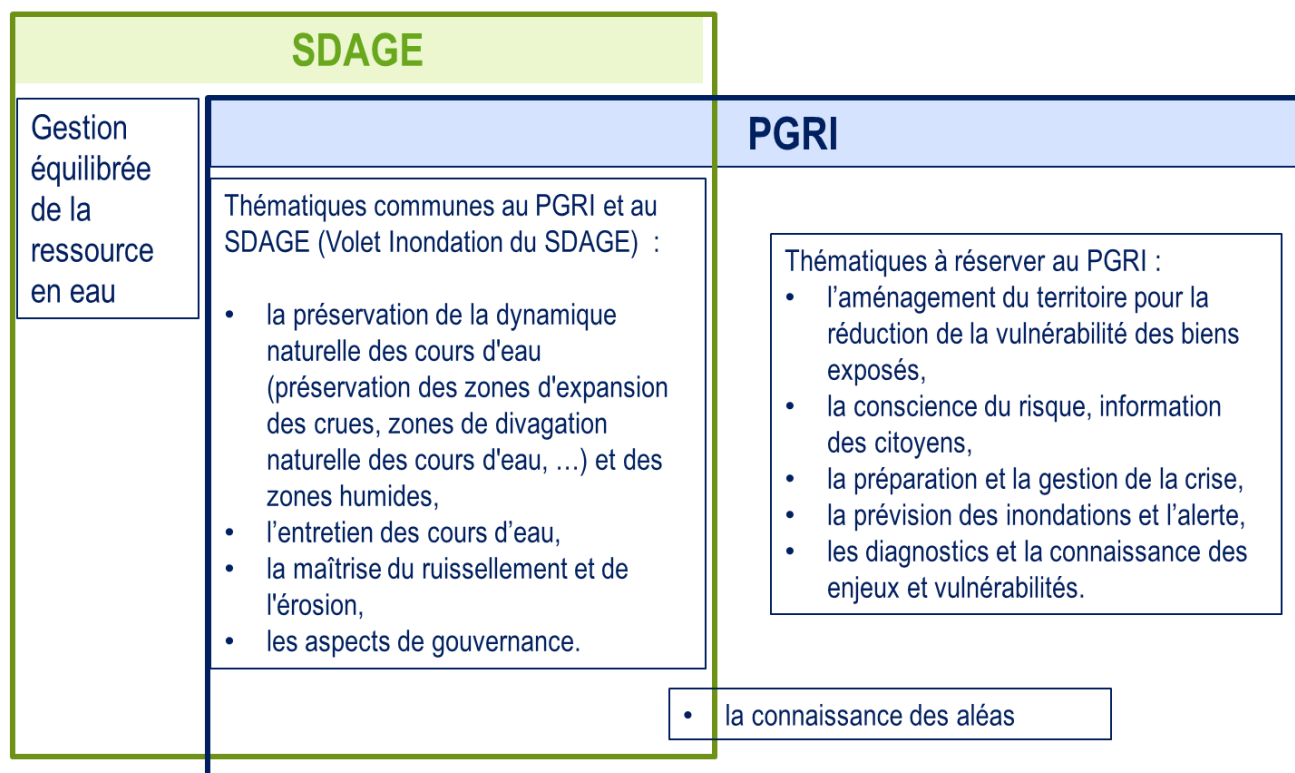 SDAGE
Gestion
équilibrée
de la
ressource
en eau
PGRI
Thématiques communes au PGRI et au
SDAGE (Volet Inondation du SDAGE)  :
• la préservation de la dynamique
naturelle des cours d'eau
(préservation des zones d'expansion
des crues, zones de divagation
naturelle des cours d'eau, …) et des
zones humides,
• l’entretien des cours d’eau,
• la maîtrise du ruissellement et de
l'érosion,
• les aspects de gouvernance.
Thématiques à réserver au PGRI :
• l’aménagement du territoire pour la
réduction de la vulnérabilité des biens
exposés,
• la conscience du risque, information
des citoyens,
• la préparation et la gestion de la crise,
• la prévision des inondations et l’alerte,
• les diagnostics et la connaissance des
enjeux et vulnérabilités.
• la connaissance des aléas